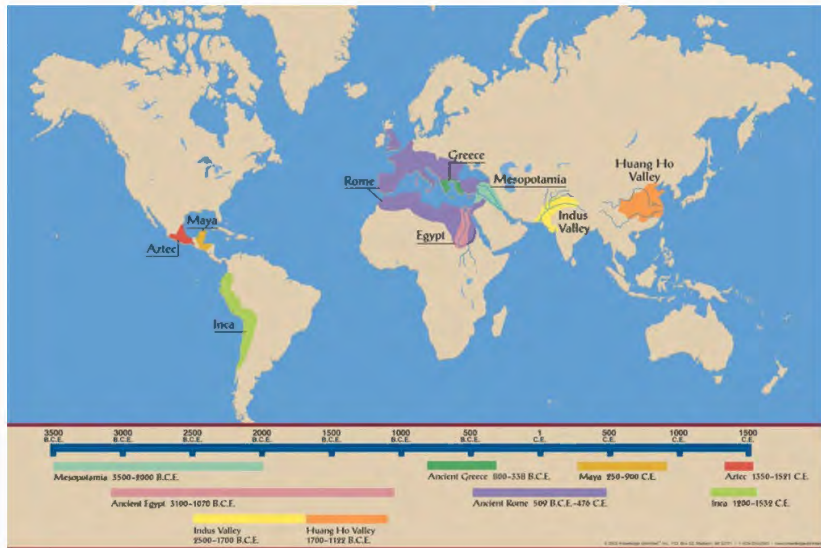 Greece
Huang Ho
Valley
Rome
Mesopotamia
Maya
Indus
Valley
Egypt
Aztec
Inca
3500 3000 2500 2000 1500 1000 500 1 500 1000 1500
B.C.E. B.C.E. B.C.E. B.C.E. B.C.E. B.C.E. B.C.E. C.E. C.E. C.E. C.E.
Mesopotamia 3500-2000 B.C.E. Ancient Greece 800-338 B.C.E. Maya 250-900 C.E. Aztec 1350-1521 C.E.
Ancient Egypt 3100-1070 B.C.E. Ancient Rome 509 B.C.E.-476 C.E. Inca 1200-1532 C.E.
Indus Valley Huang Ho Valley
2500-1700 B.C.E. 1700-1122 B.C.E.